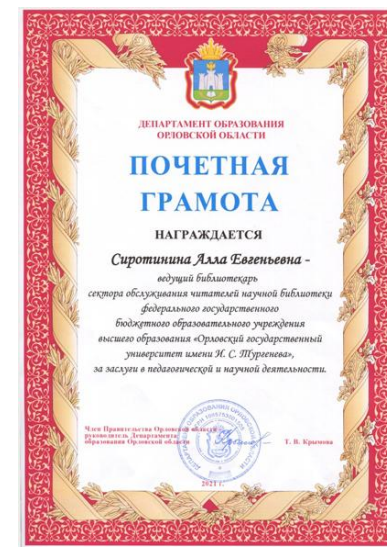 ДЕПАРТАМЕНТ ОБРАЗОВАНИЯ
ОРЛОВСКОЙ ОБЛАСТИ
ПОЧЕТНАЯ
ГРАМОТА
НАГРАЖДАЕТСЯ
Сиротинина Алла Евгеньевна -
ведущий библиотекарь
сектора обслуживания читателей научной библиотеки
федерального государственного
бюджетного образовательного учреждения
высшего образования «Орловский государственный
университет имени И. С. Тургенева»,
за заслуги в педагогической и научной деятельности.
Член Правительства Орловской области -
руководитель Департамента
образования Орловской области
Т. В. Крымова
2021 г.